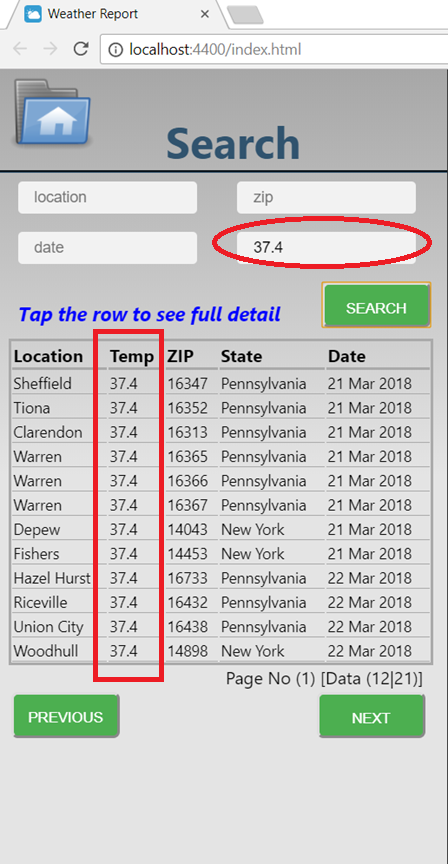 Weather Report
localhost:4400/index.html
Search
location zip
date 37.4
Tap the row to see full detail SEARCH
Location Temp ZIP State Date
Sheffield 37.4 16347 Pennsylvania 21 Mar 2018
Tiona 37.4 16352 Pennsylvania 21 Mar 2018
Clarendon 37.4 16313 Pennsylvania 21 Mar 2018
Warren 37.4 16365 Pennsylvania 21 Mar 2018
Warren 37.4 16366 Pennsylvania 21 Mar 2018
Warren 37.4 16367 Pennsylvania 21 Mar 2018
Depew 37.4 14043 New York 21 Mar 2018
Fishers 37.4 14453 New York 21 Mar 2018
Hazel Hurst 37.4 16733 Pennsylvania 22 Mar 2018
Riceville 37.4 16432 Pennsylvania 22 Mar 2018
Union City 37.4 16438 Pennsylvania 22 Mar 2018
Woodhull 37.4 14898 New York 22 Mar 2018
Page No (1) [Data (12|21)]
PREVIOUS NEXT